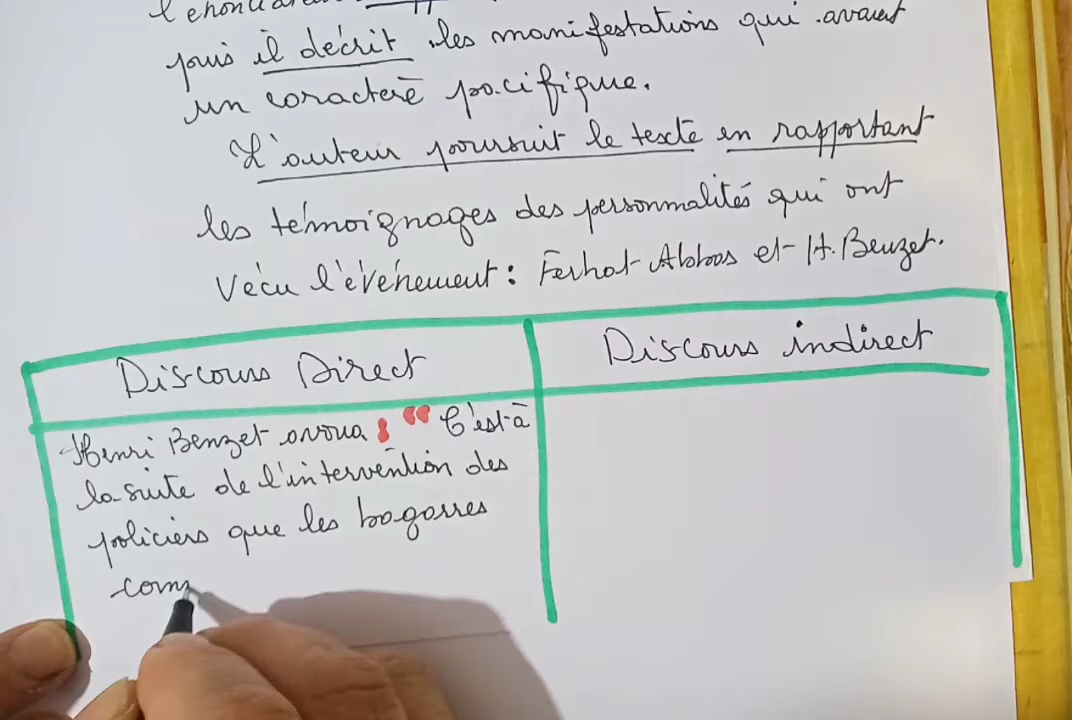 puis il décrit les manifestations qui avaient
un caractère pacifique.
L'auteur poursuit le texte en rapportant
les témoignages des personnalités qui ont
vécu l'événement : Ferhat Abbas et H. Benzet.
Discours Direct
Discours indirect
Henri Benzet avoua : " C'est à
la suite de l'intervention des
policiers que les bagarres
com